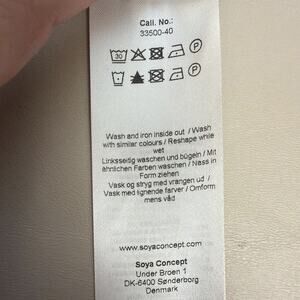 Call. No.:
33500-40
30 P
P
Wash and iron inside out / Wash
with similar colours / Reshape while
wet
Linksseitig waschen und bügeln / Mit
ähnlichen Farben waschen / Nass in
Form ziehen
Vask og stryg med vrangen ud /
Vask med lignende farver / Omform
mens våd
www.soyaconcept.com
Soya Concept
Under Broen 1
DK-6400 Sønderborg
Denmark